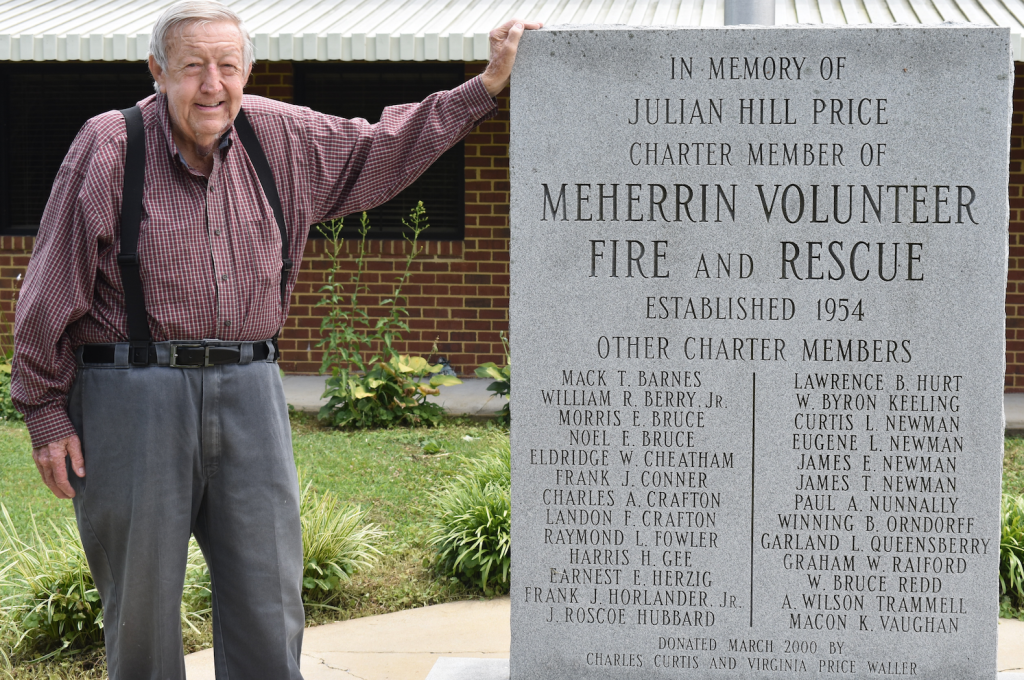 IN MEMORY OF
JULIAN HILL PRICE
CHARTER MEMBER OF
MEHERRIN VOLUNTEER
FIRE AND RESCUE
ESTABLISHED 1954
OTHER CHARTER MEMBERS
MACK T. BARNES
WILLIAM R. BERRY, JR.
MORRIS E. BRUCE
NOEL E. BRUCE
ELDRIDGE W. CHEATHAM
FRANK J. CONNER
CHARLES A. CRAFTON
LANDON F. CRAFTON
RAYMOND L. FOWLER
HARRIS H. GEE
EARNEST E. HERZIG
FRANK J. HORLANDER, JR.
J. ROSCOE HUBBARD
LAWRENCE B. HURT
W. BYRON KEELING
CURTIS L. NEWMAN
EUGENE L. NEWMAN
JAMES E. NEWMAN
JAMES T. NEWMAN
PAUL A. NUNNALLY
WINNING B. ORNDORFF
GARLAND L. QUEENSBERRY
GRAHAM W. RAIFORD
W. BRUCE REDD
A. WILSON TRAMMELL
MACON K. VAUGHAN
DONATED MARCH 2000 BY
CHARLES CURTIS AND VIRGINIA PRICE WALLER